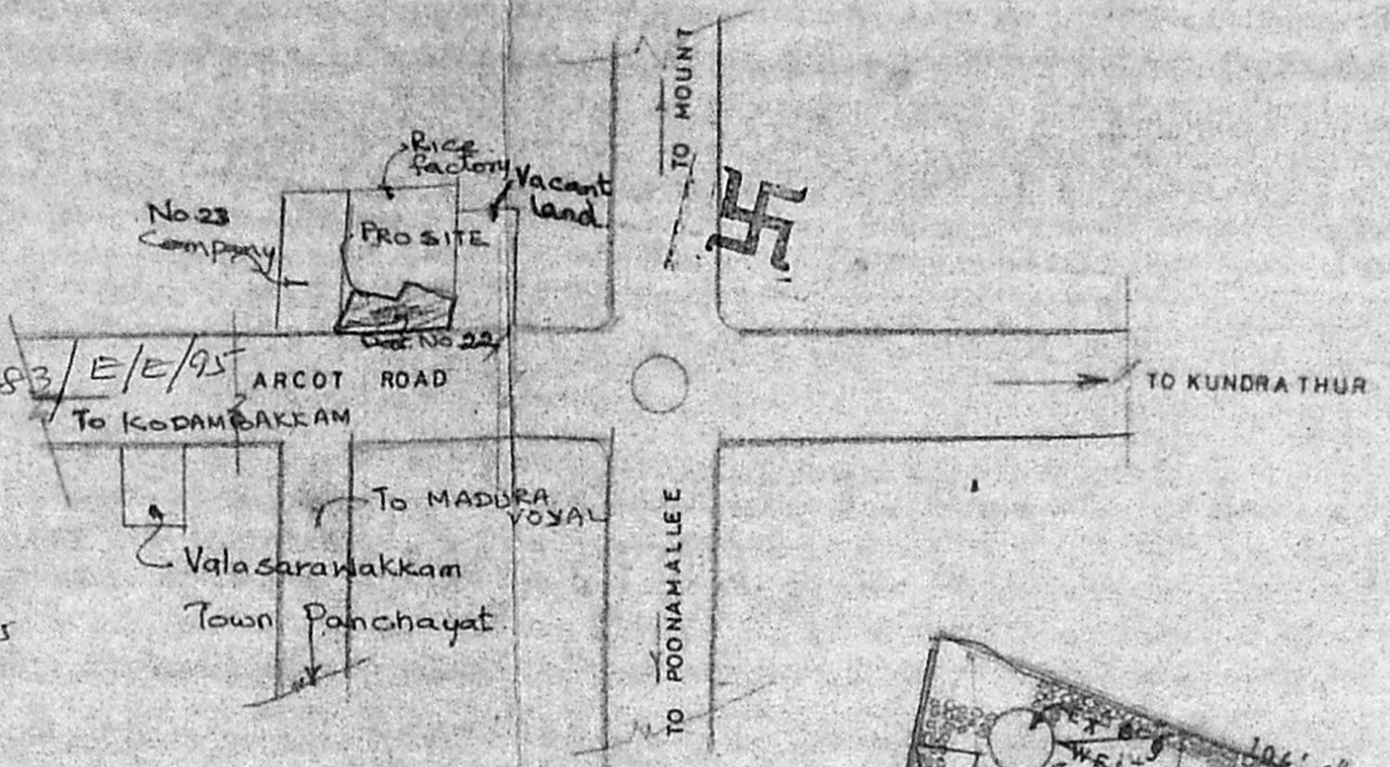 TO MOUNT
Rice
factory
Vacant
land
No.23
Company
PRO SITE
No 22
83/E/E/95
ARCOT ROAD
To KODAMBAKKAM
TO KUNDRATHUR
To MADURA
VOYAL
Valasarawakkam
Town Panchayat
TO POONAMALLEE